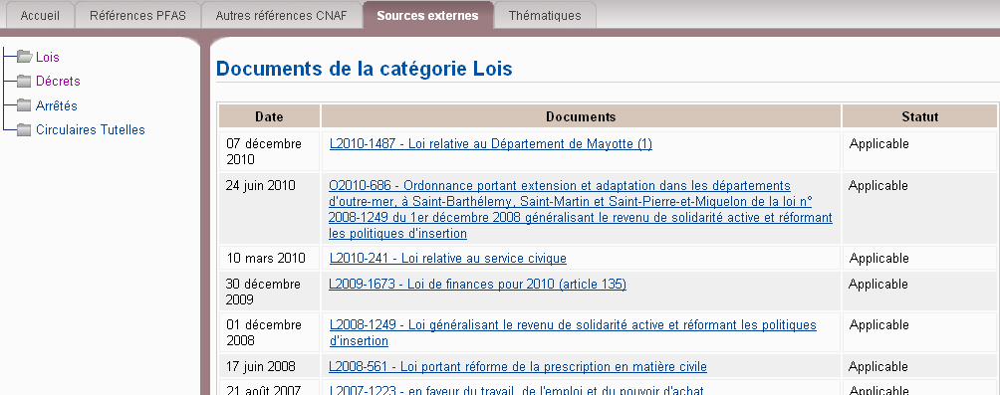 Accueil Références PFAS Autres références CNAF Sources externes Thématiques
Lois
Décrets
Arrêtés
Circulaires Tutelles
Documents de la catégorie Lois
Date Documents Statut
07 décembre 2010 L2010-1487 - Loi relative au Département de Mayotte (1) Applicable
24 juin 2010 O2010-686 - Ordonnance portant extension et adaptation dans les départements
d'outre-mer, à Saint-Barthélemy, Saint-Martin et Saint-Pierre-et-Miquelon de la loi n°
2008-1249 du 1er décembre 2008 généralisant le revenu de solidarité active et réformant
les politiques d'insertion Applicable
10 mars 2010 L2010-241 - Loi relative au service civique Applicable
30 décembre 2009 L2009-1673 - Loi de finances pour 2010 (article 135) Applicable
01 décembre 2008 L2008-1249 - Loi généralisant le revenu de solidarité active et réformant les politiques
d'insertion Applicable
17 juin 2008 L2008-561 - Loi portant réforme de la prescription en matière civile Applicable
21 août 2007 L2007-1223 - en faveur du travail, de l'emploi et du pouvoir d'achat Applicable